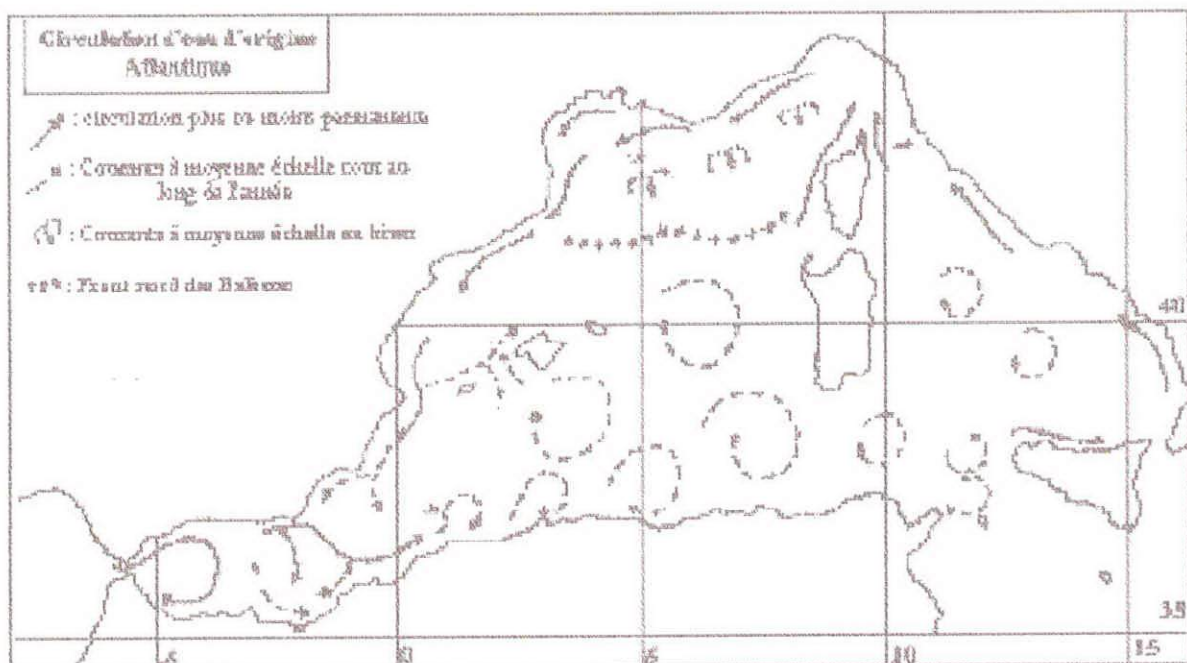 Circulation d'eau d'origine
Atlantique
: circulation plus ou moins permanente
: Courants à moyenne échelle tout au
long de l'année
: Courants à moyenne échelle en hiver
: Front nord des Baléares
40
35
5
0
5
10
15